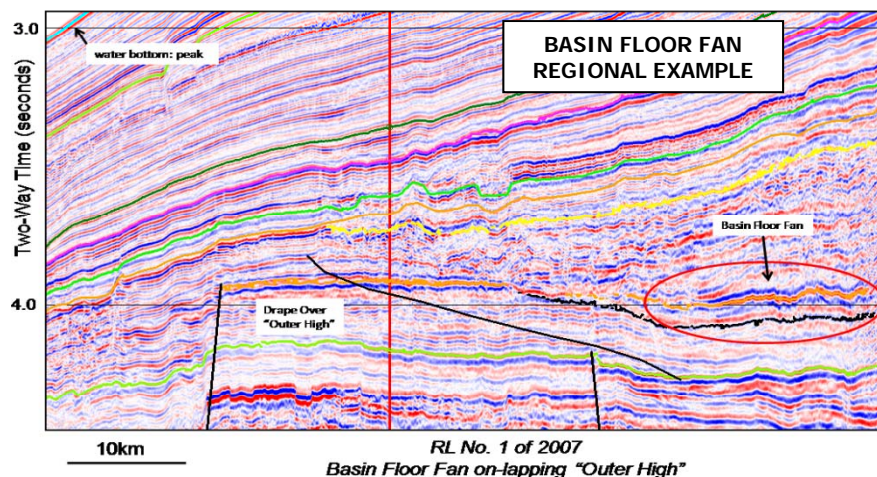 3.0
water bottom: peak
BASIN FLOOR FAN
REGIONAL EXAMPLE
Two-Way Time (seconds)
Basin Floor Fan
4.0
Drape Over
"Outer High"
10km
RL No. 1 of 2007
Basin Floor Fan on-lapping "Outer High"